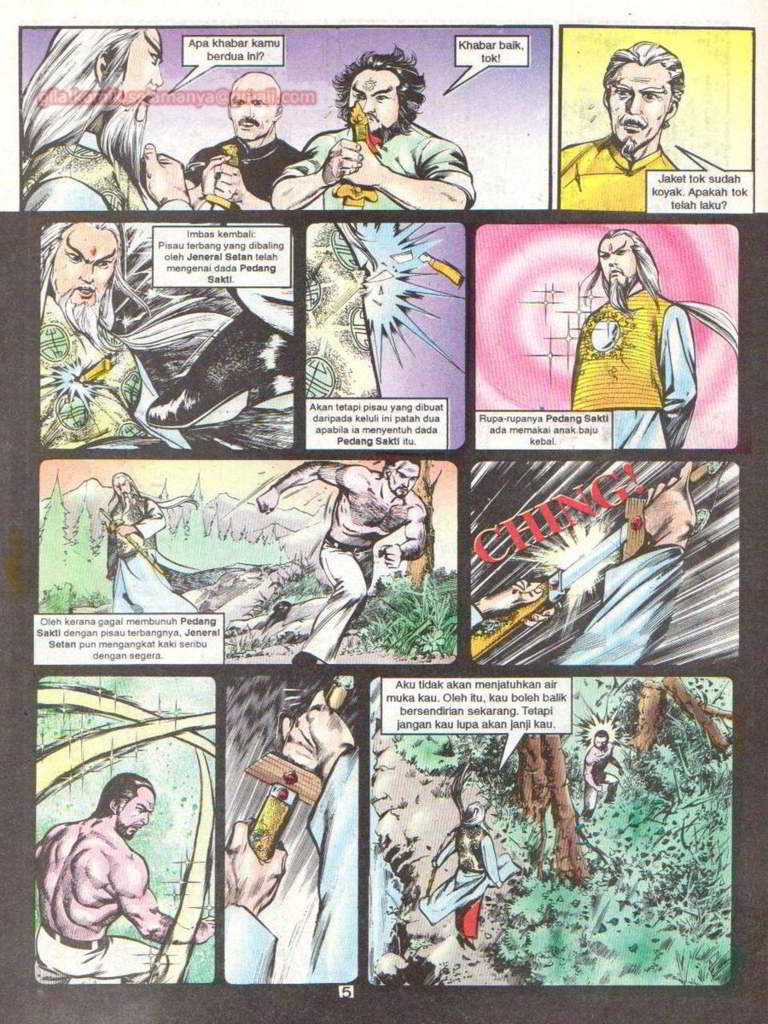 Apa khabar kamu
berdua ini?
Khabar baik,
tok!
Jaket tok sudah
koyak. Apakah tok
telah laku?
Imbas kembali:
Pisau terbang yang dibaling
oleh Jeneral Setan telah
mengenai dada Pedang
Sakti.
Akan tetapi pisau yang dibuat
daripada keluli ini patah dua
apabila ia menyentuh dada
Pedang Sakti itu.
Rupa-rupanya Pedang Sakti
ada memakai anak baju
kebal.
Oleh kerana gagal membunuh Pedang
Sakti dengan pisau terbangnya, Jeneral
Setan pun mengangkat kaki seribu
dengan segera.
CHING!
Aku tidak akan menjatuhkan air
muka kau. Oleh itu, kau boleh balik
bersendirian sekarang. Tetapi
jangan kau lupa akan janji kau.
5